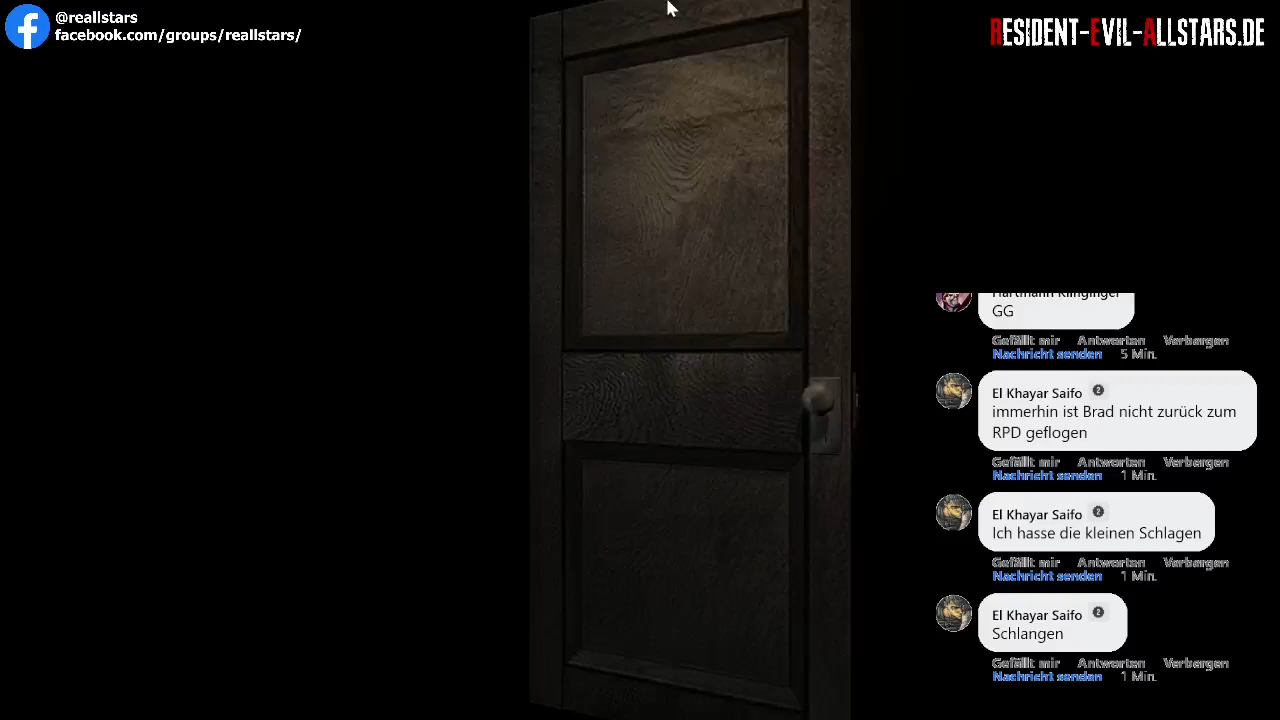 @reallstars
facebook.com/groups/reallstars/
RESIDENT-EVIL-ALLSTARS.DE
Hartmann Klinginger
GG
Gefällt mir Antworten Verbergen
Nachricht senden 5 Min.
El Khayar Saifo
immerhin ist Brad nicht zurück zum
RPD geflogen
Gefällt mir Antworten Verbergen
Nachricht senden 1 Min.
El Khayar Saifo
Ich hasse die kleinen Schlagen
Gefällt mir Antworten Verbergen
Nachricht senden 1 Min.
El Khayar Saifo
Schlangen
Gefällt mir Antworten Verbergen
Nachricht senden 1 Min.